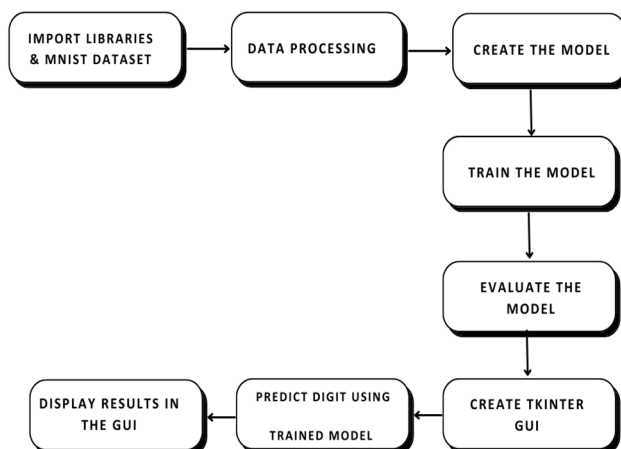 IMPORT LIBRARIES
& MNIST DATASET
DATA PROCESSING
CREATE THE MODEL
TRAIN THE MODEL
EVALUATE THE
MODEL
CREATE TKINTER
GUI
PREDICT DIGIT USING
TRAINED MODEL
DISPLAY RESULTS IN
THE GUI